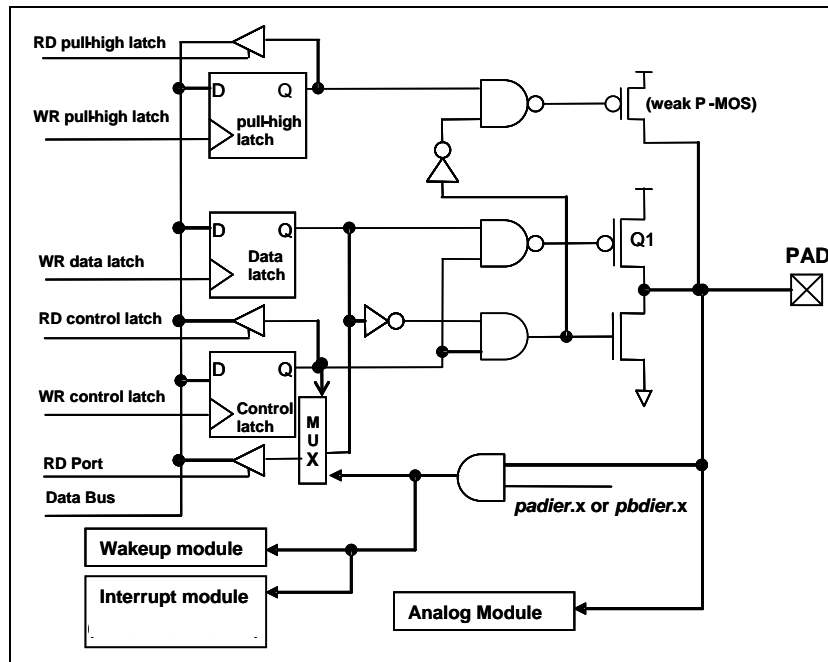 RD pull-high latch
D Q
(weak P -MOS)
WR pull-high latch
pull-high
latch
D Q
Q1
Data
latch
PAD
WR data latch
RD control latch
D Q
WR control latch
Control
latch
M
U
X
RD Port
Data Bus
padier.x or pbdier.x
Wakeup module
Interrupt module
Analog Module